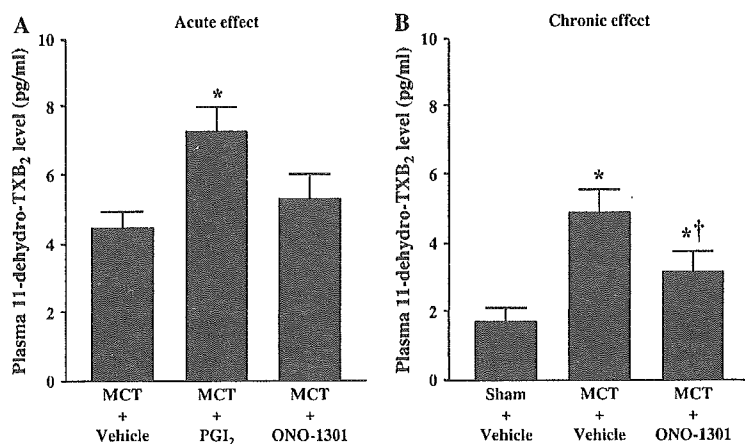 A
Acute effect
Plasma 11-dehydro-TXB₂ level (pg/ml)
10
8
6
4
2
0
*
MCT
+
Vehicle
MCT
+
PGI₂
MCT
+
ONO-1301
B
Chronic effect
Plasma 11-dehydro-TXB₂ level (pg/ml)
10
8
6
4
2
0
*
*†
Sham
+
Vehicle
MCT
+
Vehicle
MCT
+
ONO-1301